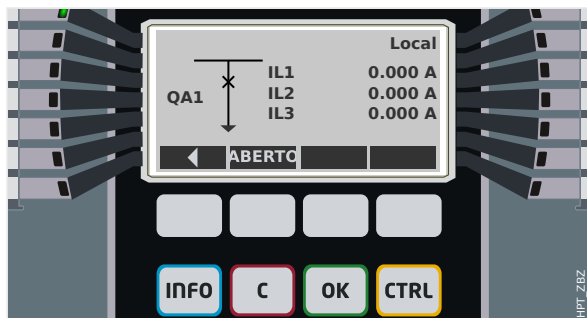 Local
IL1 0.000 A
QA1 IL2 0.000 A
IL3 0.000 A
ABERTO
INFO C OK CTRL
HPT_ZBZ